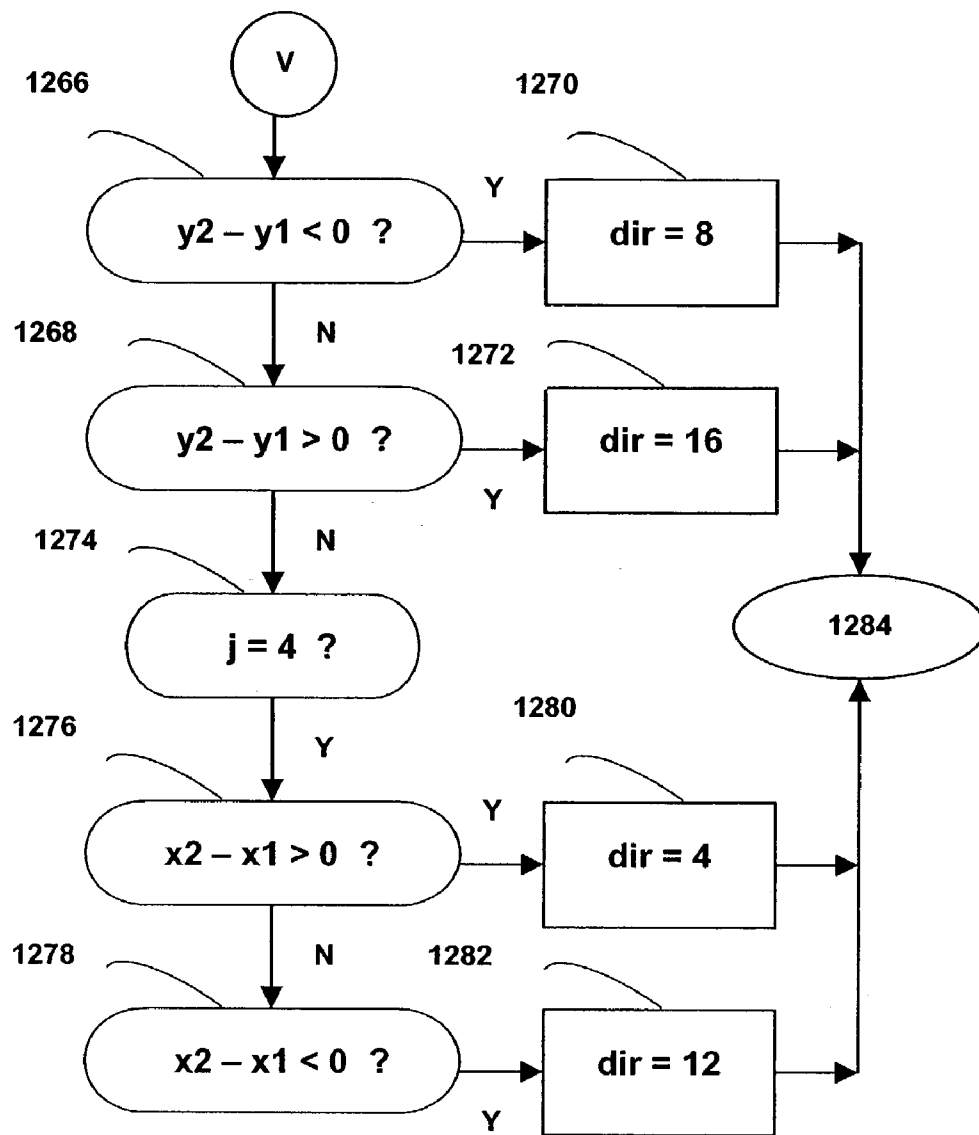 V
1266
1270
y2 – y1 < 0 ?
Y
dir = 8
N
1268
1272
y2 – y1 > 0 ?
Y
dir = 16
N
1274
j = 4 ?
1284
Y
1276
1280
x2 – x1 > 0 ?
Y
dir = 4
N
1278
1282
x2 – x1 < 0 ?
Y
dir = 12